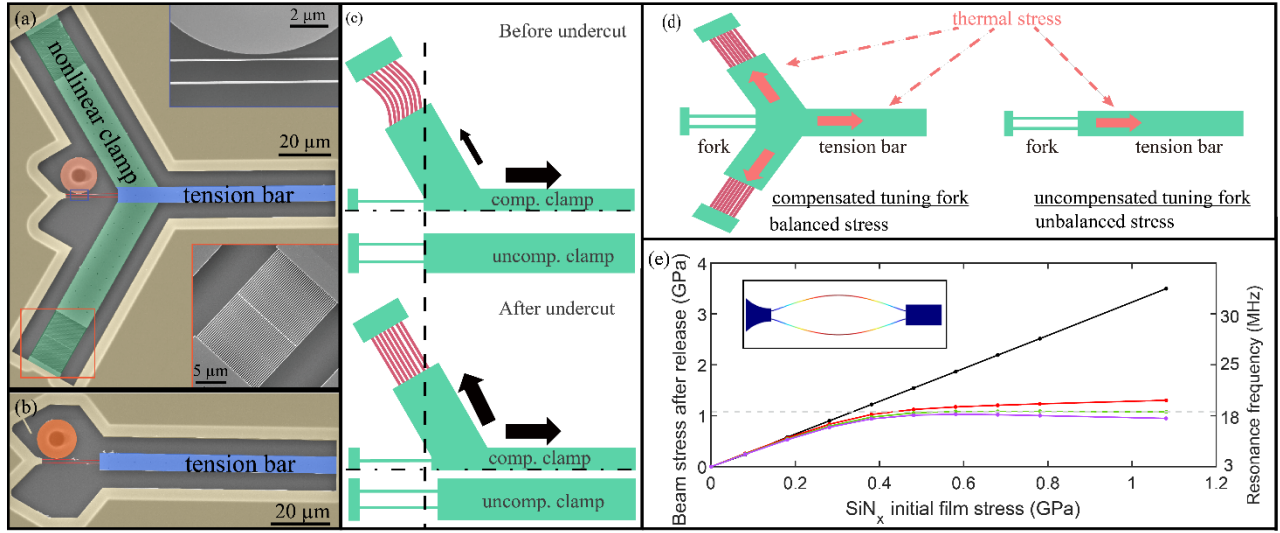 (a)
nonlinear clamp
2 µm
20 µm
tension bar
5 µm
(b)
tension bar
20 µm
(c)
Before undercut
comp. clamp
uncomp. clamp
After undercut
comp. clamp
uncomp. clamp
(d)
thermal stress
fork
tension bar
fork
tension bar
compensated tuning fork
balanced stress
uncompensated tuning fork
unbalanced stress
(e)
Beam stress after release (GPa)
4
3
2
1
0
0
0.2
0.4
0.6
0.8
1
1.2
SiNx initial film stress (GPa)
30
25
18
3
Resonance frequency (MHz)